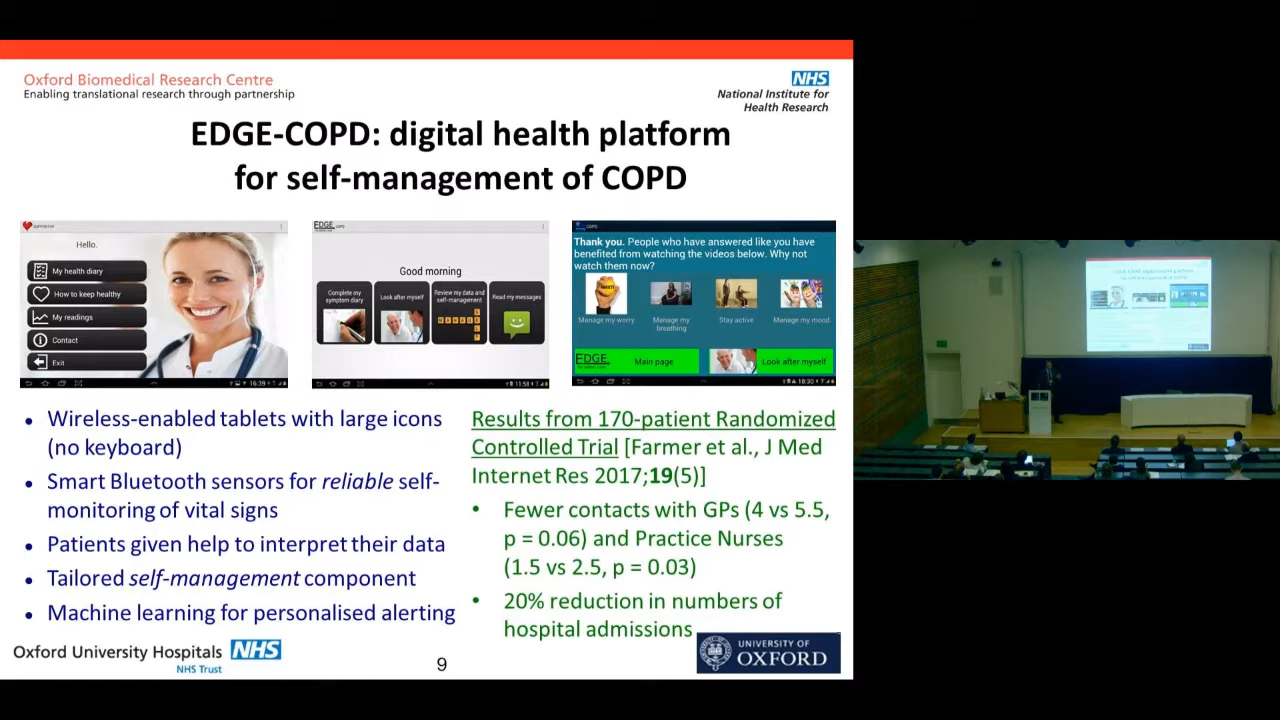 Oxford Biomedical Research Centre
Enabling translational research through partnership
NHS
National Institute for
Health Research
EDGE-COPD: digital health platform
for self-management of COPD
Hello.
My health diary
How to keep healthy
My readings
Contact
Exit
16:39
EDGE COPD
Good morning
Complete my
symptom diary
Look after myself
Review my data and
self-management
Read my messages
11:58
COPD
Thank you. People who have answered like you have
benefited from watching the videos below. Why not
watch them now?
Manage my worry
Manage my
breathing
Stay active
Manage my mood
EDGE
Main page
Look after myself
18:30
• Wireless-enabled tablets with large icons
(no keyboard)
• Smart Bluetooth sensors for reliable self-
monitoring of vital signs
• Patients given help to interpret their data
• Tailored self-management component
• Machine learning for personalised alerting
Results from 170-patient Randomized
Controlled Trial [Farmer et al., J Med
Internet Res 2017;19(5)]
• Fewer contacts with GPs (4 vs 5.5,
p = 0.06) and Practice Nurses
(1.5 vs 2.5, p = 0.03)
• 20% reduction in numbers of
hospital admissions
Oxford University Hospitals NHS
NHS Trust
9
UNIVERSITY OF
OXFORD